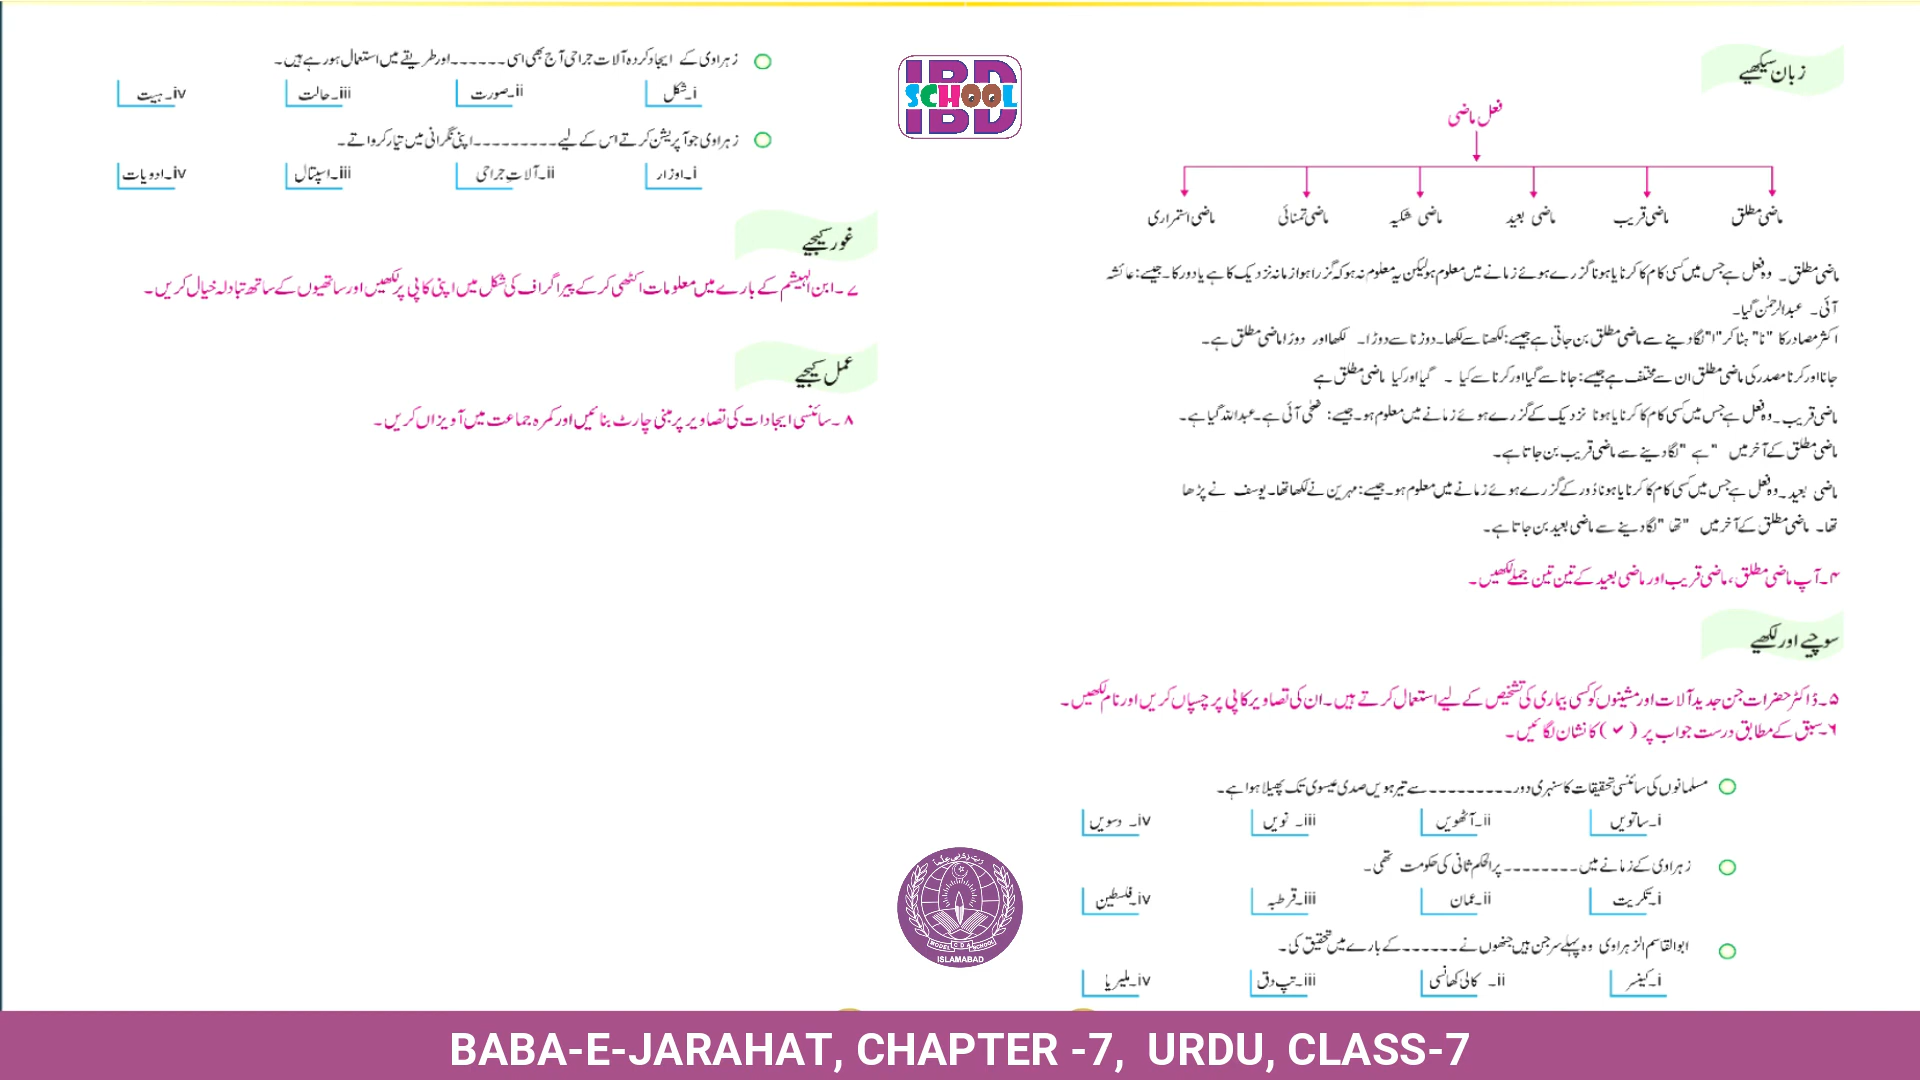 زبان سیکھیے
فعل ماضی
ماضی مطلق ماضی قریب ماضی بعید ماضی شکیہ ماضی تمنائی ماضی استمراری
ماضی مطلق۔ وہ فعل ہے جس میں کسی کام کا کرنا یا ہونا گزرے ہوئے زمانے میں معلوم ہو لیکن یہ معلوم نہ ہو کہ گزرا ہوا زمانہ نزدیک کا ہے یا دور کا۔ جیسے: عائشہ
آئی۔ عبدالرحمٰن گیا۔
اکثر مصادر کا "نا" ہٹا کر "ا" لگا دینے سے ماضی مطلق بن جاتی ہے جیسے: لکھنا سے لکھا۔ دوڑنا سے دوڑا۔ لکھا اور دوڑا ماضی مطلق ہے۔
جانا اور کرنا مصدر کی ماضی مطلق ان سے مختلف ہے جیسے: جانا سے گیا اور کرنا سے کیا ۔ گیا اور کیا ماضی مطلق ہے
ماضی قریب۔ وہ فعل ہے جس میں کسی کام کا کرنا یا ہونا نزدیک کے گزرے ہوئے زمانے میں معلوم ہو۔ جیسے: ضحیٰ آئی ہے۔ عبداللہ گیا ہے۔
ماضی مطلق کے آخر میں "ہے" لگا دینے سے ماضی قریب بن جاتا ہے۔
ماضی بعید۔ وہ فعل ہے جس میں کسی کام کا کرنا یا ہونا دُور کے گزرے ہوئے زمانے میں معلوم ہو۔ جیسے: مہرین نے لکھا تھا۔ یوسف نے پڑھا
تھا۔ ماضی مطلق کے آخر میں "تھا" لگا دینے سے ماضی بعید بن جاتا ہے۔
۴۔ آپ ماضی مطلق، ماضی قریب اور ماضی بعید کے تین تین جملے لکھیں۔
سوچیے اور لکھیے
۵۔ ڈاکٹر حضرات جن جدید آلات اور مشینوں کو کسی بیماری کی تشخیص کے لیے استعمال کرتے ہیں۔ ان کی تصاویر کاپی پر چسپاں کریں اور نام لکھیں۔
۶۔ سبق کے مطابق درست جواب پر (✓) کا نشان لگائیں۔
مسلمانوں کی سائنسی تحقیقات کا سنہری دور ۔۔۔۔۔۔۔۔۔ سے تیرہویں صدی عیسوی تک پھیلا ہوا ہے۔
i۔ساتویں ii۔آٹھویں iii۔ نویں iv۔ دسویں
زہراوی کے زمانے میں ۔۔۔۔۔۔۔۔ پر الحکم ثانی کی حکومت تھی۔
i۔تکریت ii۔عمان iii۔قرطبہ iv۔فلسطین
ابوالقاسم الزہراوی وہ پہلے سرجن ہیں جنھوں نے ۔۔۔۔۔۔ کے بارے میں تحقیق کی۔
i۔کینسر ii۔ کالی کھانسی iii۔تپ دق iv۔ملیریا
زہراوی کے ایجاد کردہ آلات جراحی آج بھی اسی ۔۔۔۔۔۔ اور طریقے میں استعمال ہو رہے ہیں۔
i۔شکل ii۔صورت iii۔حالت iv۔ہیت
زہراوی جو آپریشن کرتے اس کے لیے ۔۔۔۔۔۔۔۔۔ اپنی نگرانی میں تیار کرواتے۔
i۔اوزار ii۔آلاتِ جراحی iii۔اسپتال iv۔ادویات
غور کیجیے
۷۔ ابن الہیشم کے بارے میں معلومات اکٹھی کر کے پیراگراف کی شکل میں اپنی کاپی پر لکھیں اور ساتھیوں کے ساتھ تبادلہ خیال کریں۔
عمل کیجیے
۸۔ سائنسی ایجادات کی تصاویر پر مبنی چارٹ بنائیں اور کمرہ جماعت میں آویزاں کریں۔
IBD
SCHOOL
IBD
MODEL CDA SCHOOL
ISLAMABAD
BABA-E-JARAHAT, CHAPTER -7, URDU, CLASS-7